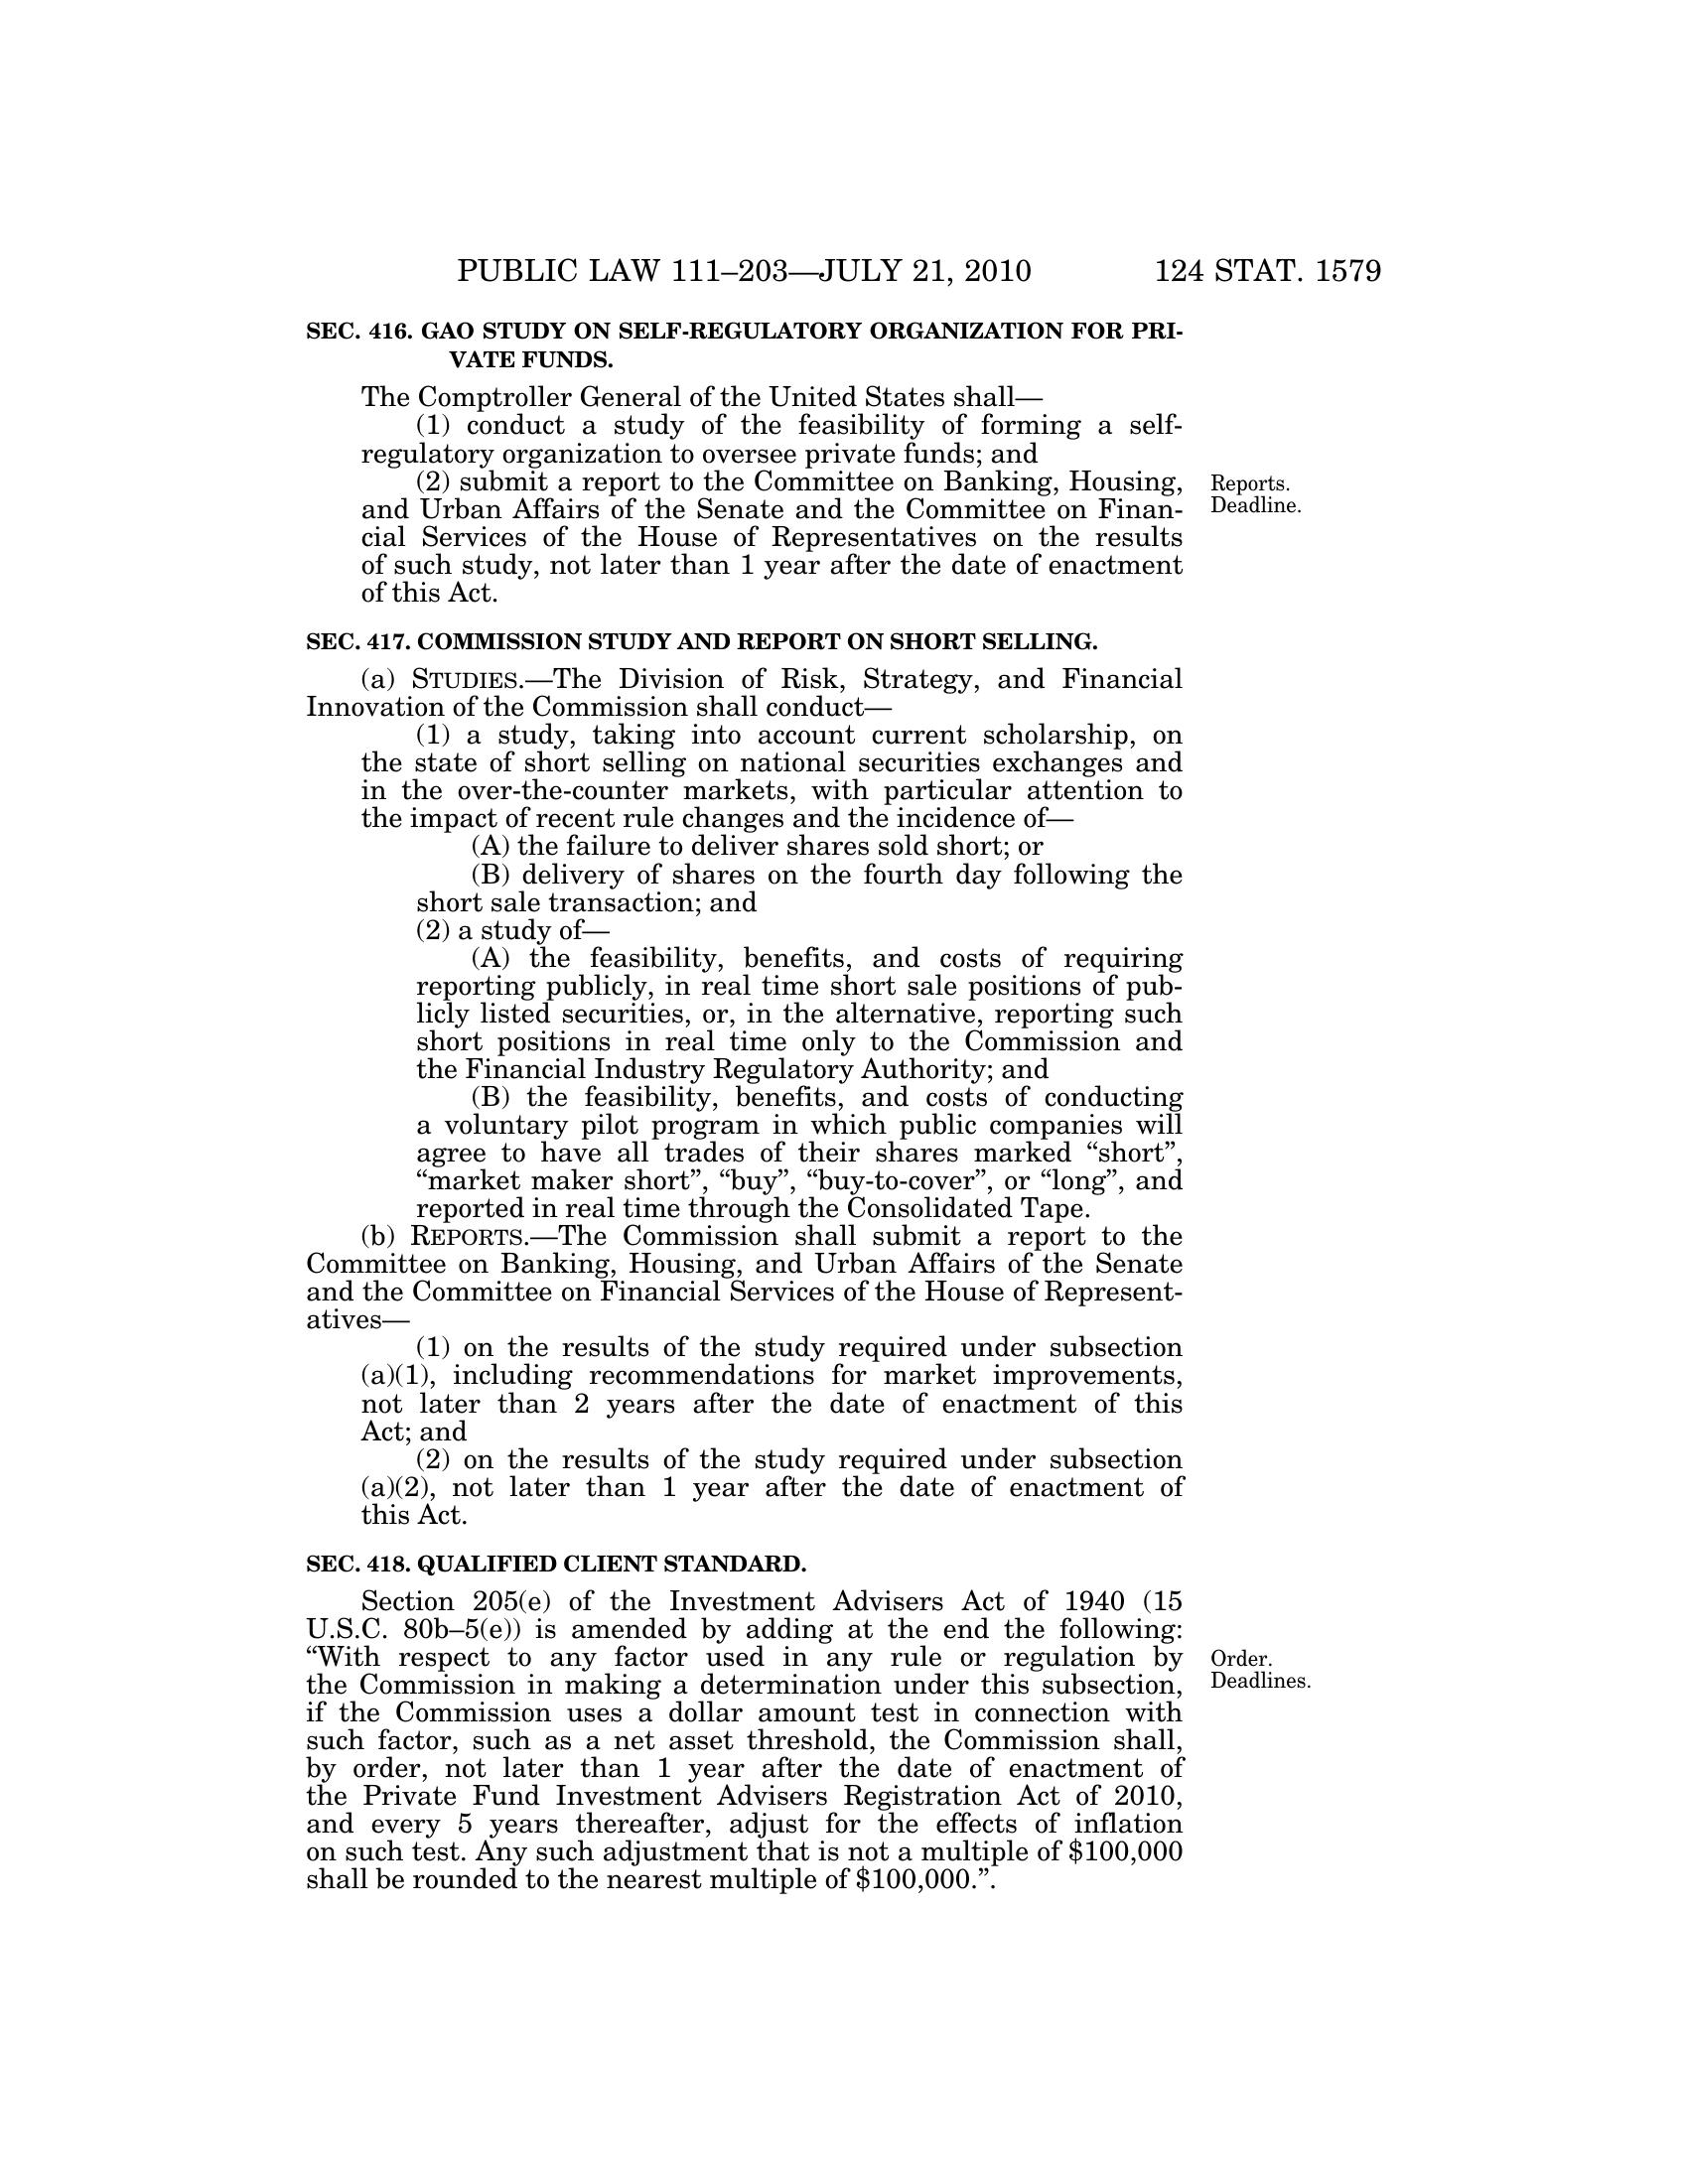 PUBLIC LAW 111–203—JULY 21, 2010 124 STAT. 1579
SEC. 416. GAO STUDY ON SELF-REGULATORY ORGANIZATION FOR PRI-
VATE FUNDS.
The Comptroller General of the United States shall—
(1) conduct a study of the feasibility of forming a self-
regulatory organization to oversee private funds; and
(2) submit a report to the Committee on Banking, Housing,
and Urban Affairs of the Senate and the Committee on Finan-
cial Services of the House of Representatives on the results
of such study, not later than 1 year after the date of enactment
of this Act.
Reports.
Deadline.
SEC. 417. COMMISSION STUDY AND REPORT ON SHORT SELLING.
(a) STUDIES.—The Division of Risk, Strategy, and Financial
Innovation of the Commission shall conduct—
(1) a study, taking into account current scholarship, on
the state of short selling on national securities exchanges and
in the over-the-counter markets, with particular attention to
the impact of recent rule changes and the incidence of—
(A) the failure to deliver shares sold short; or
(B) delivery of shares on the fourth day following the
short sale transaction; and
(2) a study of—
(A) the feasibility, benefits, and costs of requiring
reporting publicly, in real time short sale positions of pub-
licly listed securities, or, in the alternative, reporting such
short positions in real time only to the Commission and
the Financial Industry Regulatory Authority; and
(B) the feasibility, benefits, and costs of conducting
a voluntary pilot program in which public companies will
agree to have all trades of their shares marked “short”,
“market maker short”, “buy”, “buy-to-cover”, or “long”, and
reported in real time through the Consolidated Tape.
(b) REPORTS.—The Commission shall submit a report to the
Committee on Banking, Housing, and Urban Affairs of the Senate
and the Committee on Financial Services of the House of Represent-
atives—
(1) on the results of the study required under subsection
(a)(1), including recommendations for market improvements,
not later than 2 years after the date of enactment of this
Act; and
(2) on the results of the study required under subsection
(a)(2), not later than 1 year after the date of enactment of
this Act.
SEC. 418. QUALIFIED CLIENT STANDARD.
Section 205(e) of the Investment Advisers Act of 1940 (15
U.S.C. 80b–5(e)) is amended by adding at the end the following:
“With respect to any factor used in any rule or regulation by
the Commission in making a determination under this subsection,
if the Commission uses a dollar amount test in connection with
such factor, such as a net asset threshold, the Commission shall,
by order, not later than 1 year after the date of enactment of
the Private Fund Investment Advisers Registration Act of 2010,
and every 5 years thereafter, adjust for the effects of inflation
on such test. Any such adjustment that is not a multiple of $100,000
shall be rounded to the nearest multiple of $100,000.”.
Order.
Deadlines.